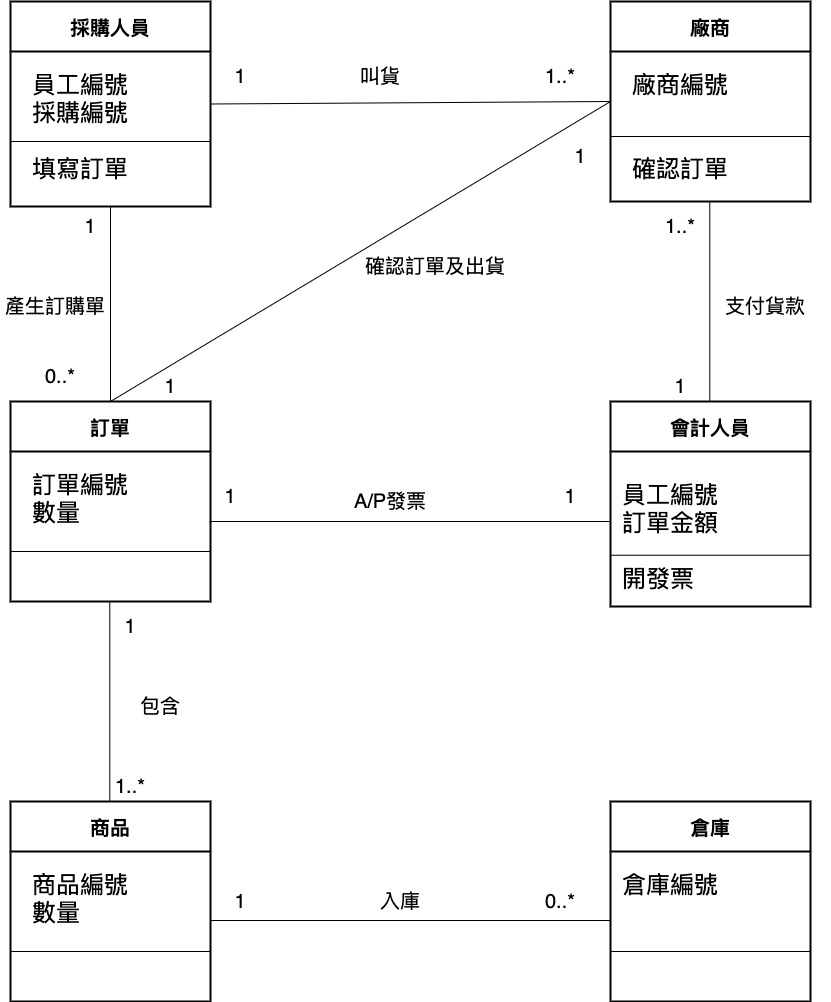 採購人員
員工編號
採購編號
填寫訂單
1
叫貨
1..*
廠商
廠商編號
確認訂單
1
1
1..*
確認訂單及出貨
產生訂購單
支付貨款
0..*
1
1
訂單
訂單編號
數量
1
A/P發票
1
會計人員
員工編號
訂單金額
開發票
1
包含
1..*
商品
商品編號
數量
1
入庫
0..*
倉庫
倉庫編號